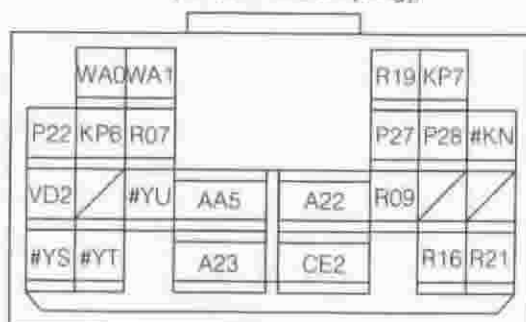 WA0 WA1 R19 KP7
P22 KP6 R07 P27 P28 #KN
VD2 #YU AA5 A22 R09
#YS #YT A23 CE2 R16 R21